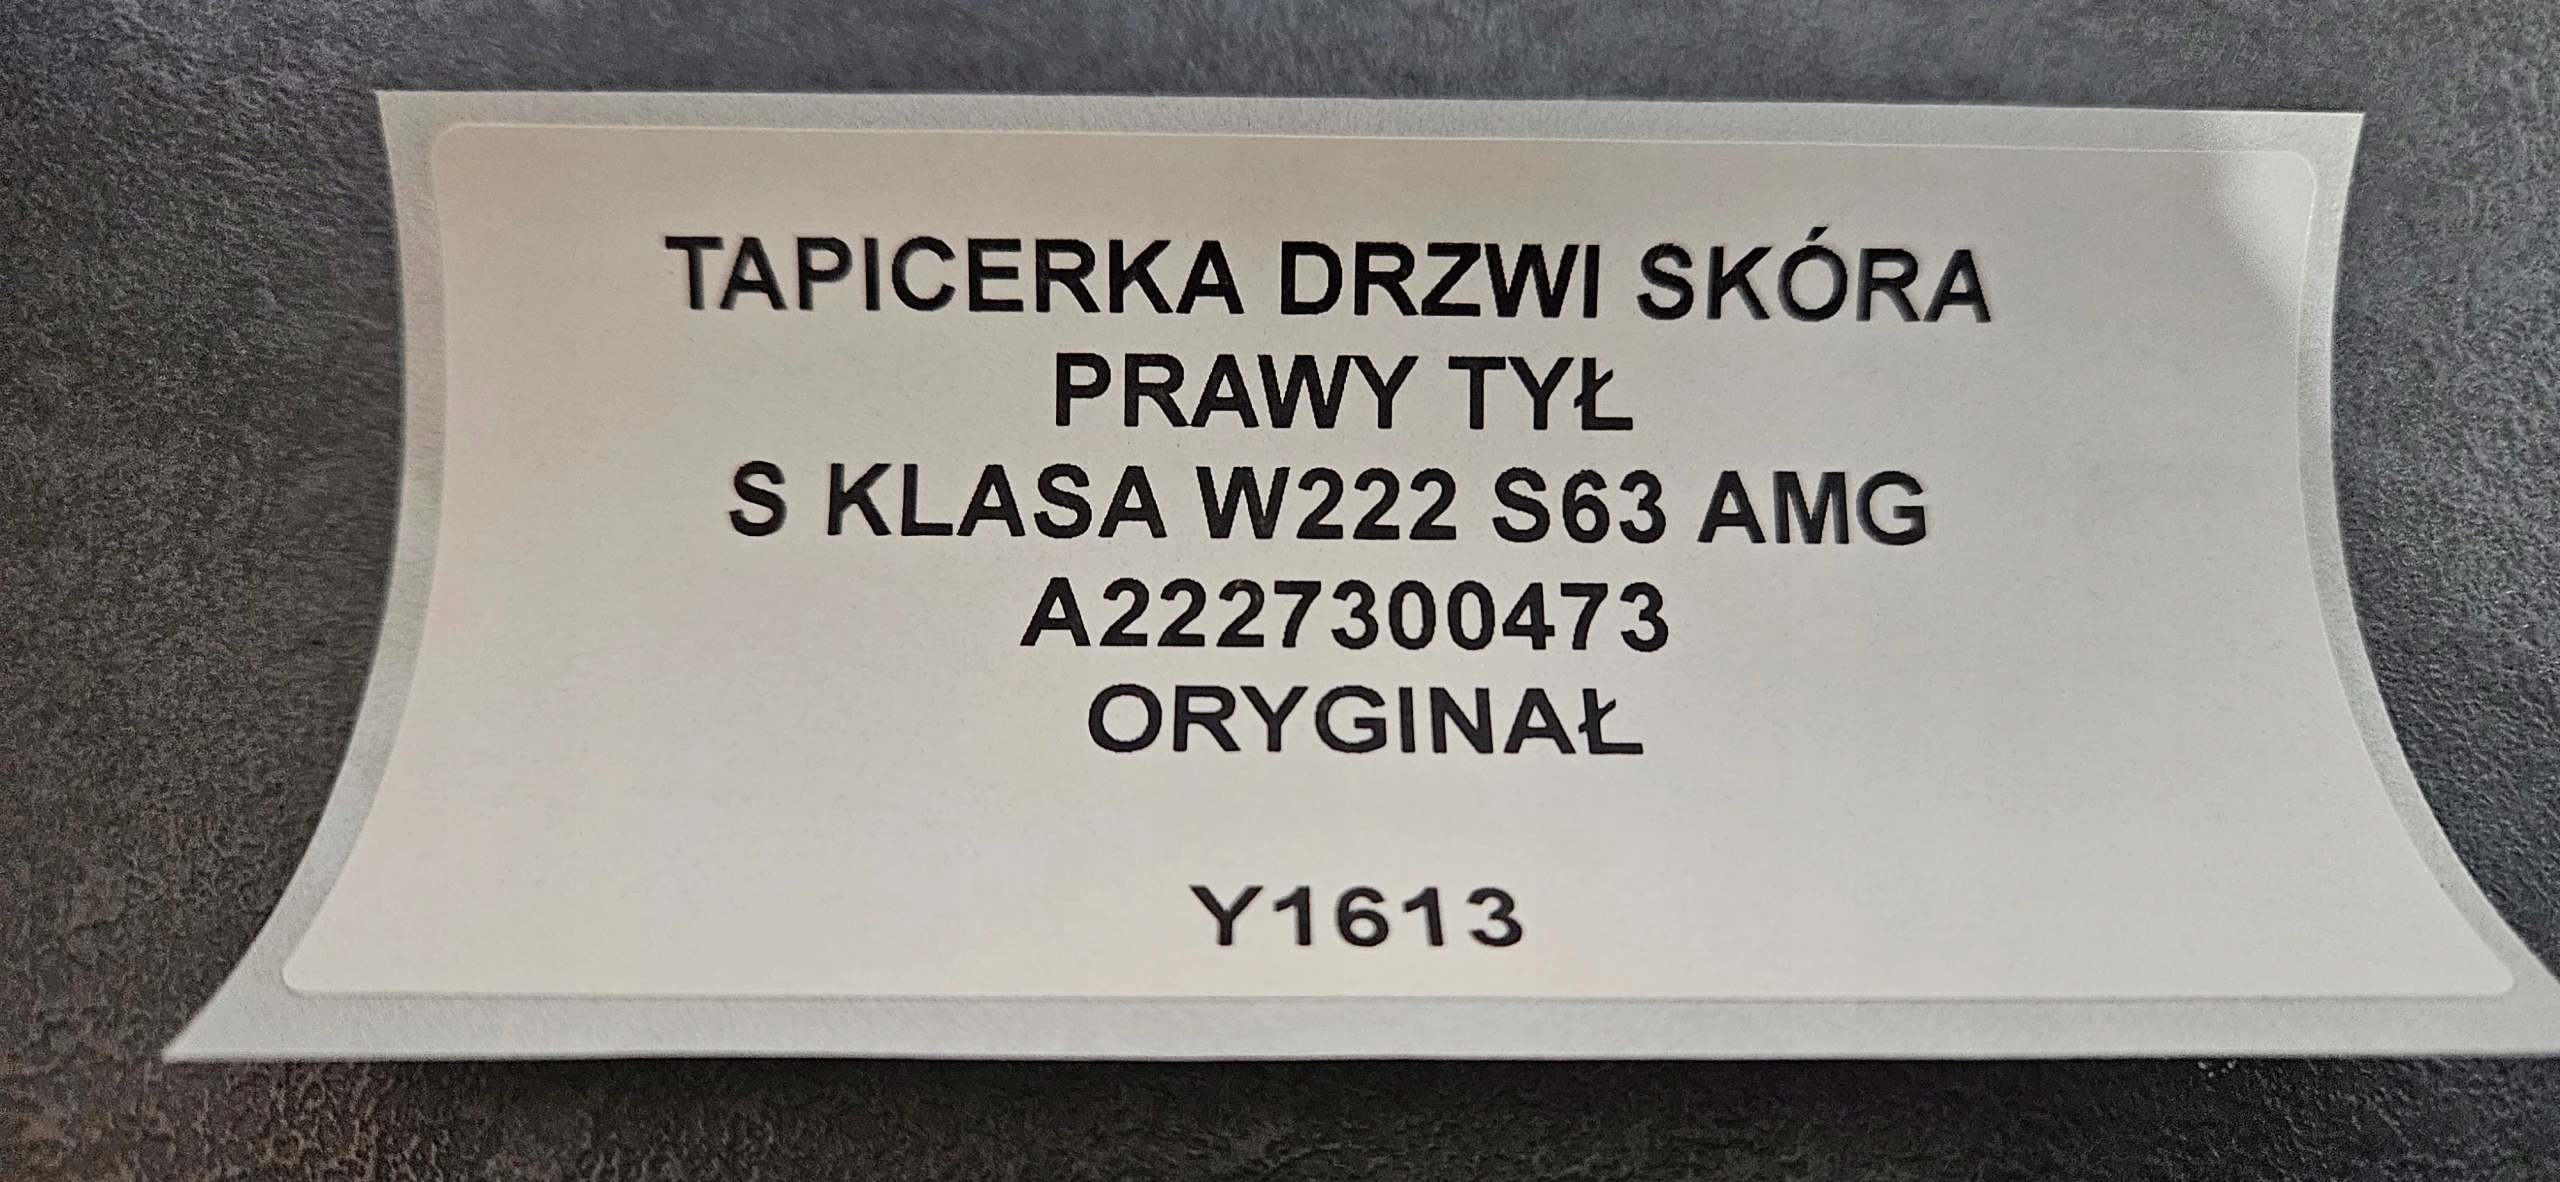 TAPICERKA DRZWI SKÓRA
PRAWY TYŁ
S KLASA W222 S63 AMG
A2227300473
ORYGINAŁ
Y1613